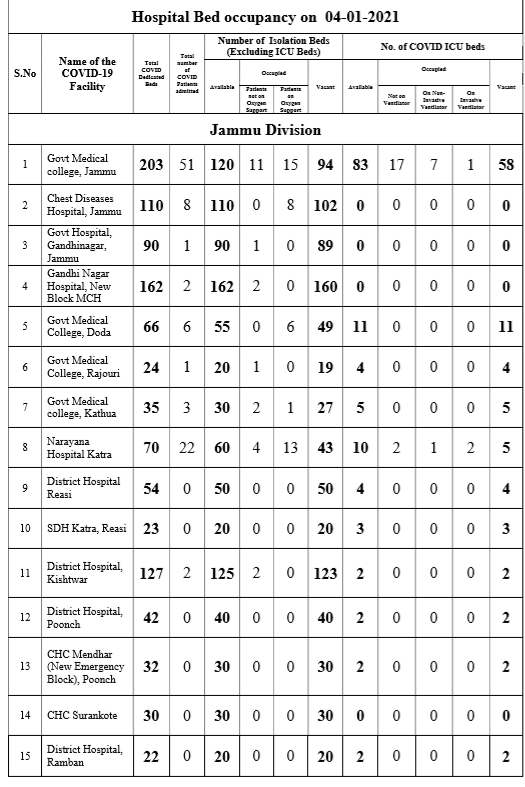 Hospital Bed occupancy on 04-01-2021
S.No Name of the COVID-19 Facility Total COVID Dedicated Beds Total number of COVID Patients admitted Number of Isolation Beds (Excluding ICU Beds) No. of COVID ICU beds
Available Occupied Vacant Available Occupied Vacant
Patients not on Oxygen Support Patients on Oxygen Support Not on Ventilator On Non-Invasive Ventilator On Invasive Ventilator
Jammu Division
1 Govt Medical college, Jammu 203 51 120 11 15 94 83 17 7 1 58
2 Chest Diseases Hospital, Jammu 110 8 110 0 8 102 0 0 0 0 0
3 Govt Hospital, Gandhinagar, Jammu 90 1 90 1 0 89 0 0 0 0 0
4 Gandhi Nagar Hospital, New Block MCH 162 2 162 2 0 160 0 0 0 0 0
5 Govt Medical College, Doda 66 6 55 0 6 49 11 0 0 0 11
6 Govt Medical College, Rajouri 24 1 20 1 0 19 4 0 0 0 4
7 Govt Medical college, Kathua 35 3 30 2 1 27 5 0 0 0 5
8 Narayana Hospital Katra 70 22 60 4 13 43 10 2 1 2 5
9 District Hospital Reasi 54 0 50 0 0 50 4 0 0 0 4
10 SDH Katra, Reasi 23 0 20 0 0 20 3 0 0 0 3
11 District Hospital, Kishtwar 127 2 125 2 0 123 2 0 0 0 2
12 District Hospital, Poonch 42 0 40 0 0 40 2 0 0 0 2
13 CHC Mendhar (New Emergency Block), Poonch 32 0 30 0 0 30 2 0 0 0 2
14 CHC Surankote 30 0 30 0 0 30 0 0 0 0 0
15 District Hospital, Ramban 22 0 20 0 0 20 2 0 0 0 2